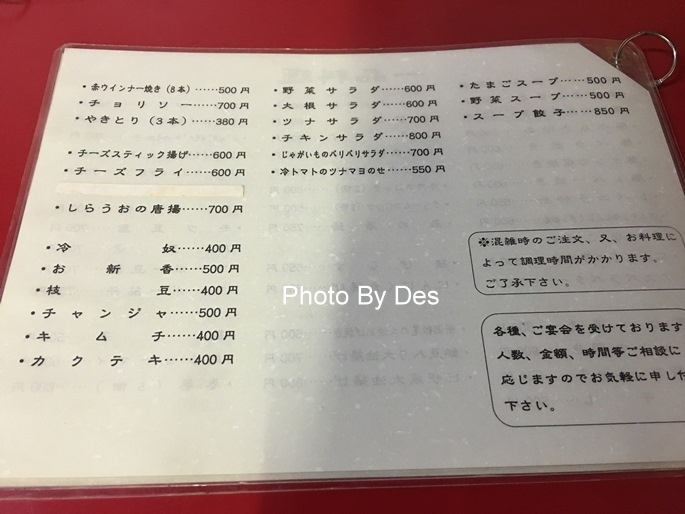 ・赤ウインナー焼き(8本)……500円
・チョリソー……700円
・やきとり(3本)……380円
・チーズスティック揚げ……600円
・チーズフライ……600円
・しらうおの唐揚……700円
・冷奴……400円
・お新香……500円
・枝豆……400円
・チャンジャ……500円
・キムチ……400円
・カクテキ……400円
・野菜サラダ……600円
・大根サラダ……600円
・ツナサラダ……700円
・チキンサラダ……800円
・じゃがいものパリパリサラダ……700円
・冷トマトのツナマヨのせ……550円
・たまごスープ……500円
・野菜スープ……500円
・スープ餃子……850円
※混雑時のご注文、又、お料理に
よって調理時間がかかります。
ご了承下さい。
各種、ご宴会を受けております
人数、金額、時間等ご相談に
応じますのでお気軽に申し付
下さい。
Photo By Des